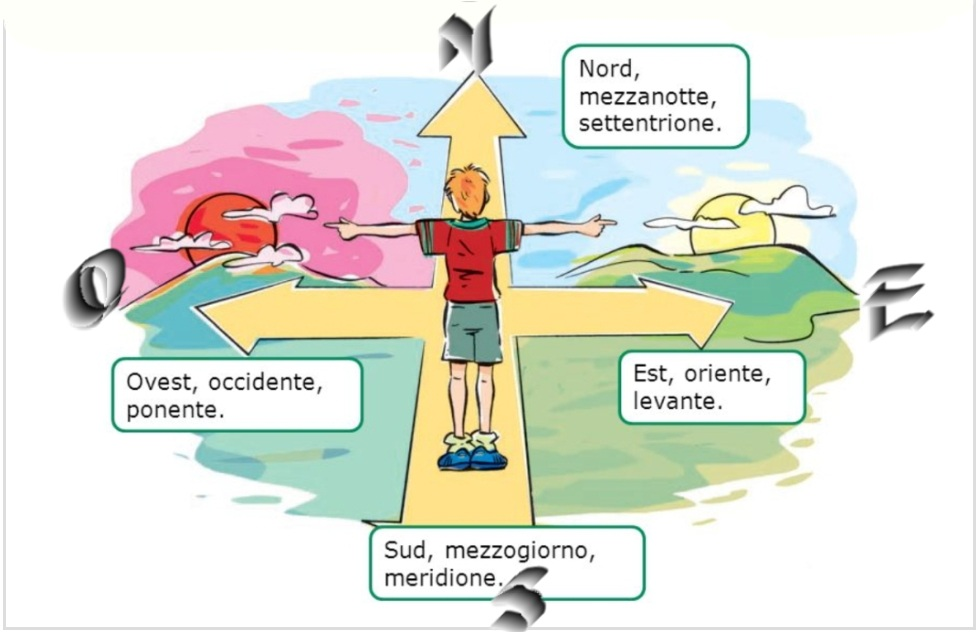 N
Nord,
mezzanotte,
settentrione.
O
E
Ovest, occidente,
ponente.
Est, oriente,
levante.
Sud, mezzogiorno,
meridione.
S